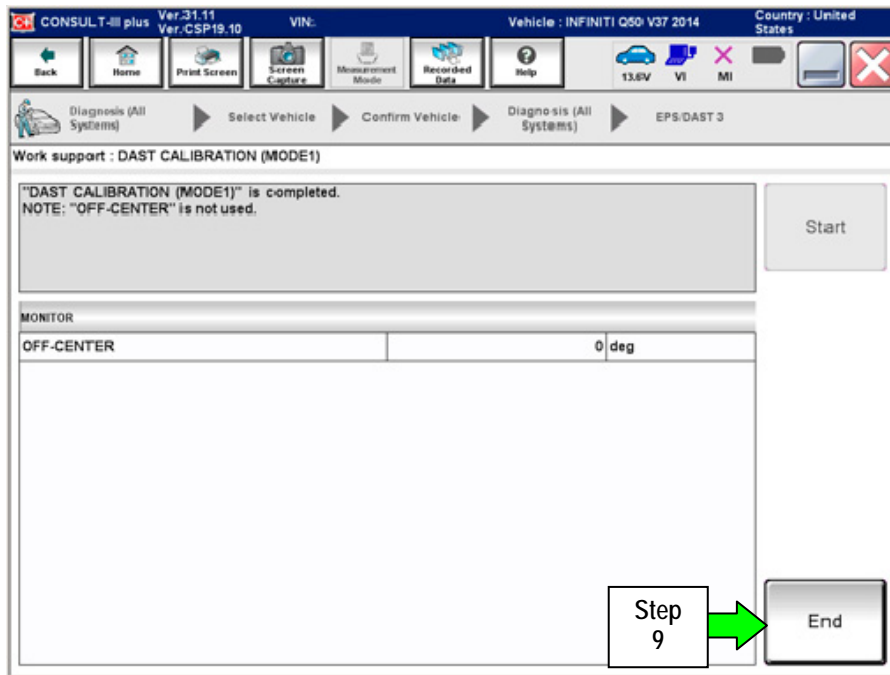 CONSULT-III plus Ver.31.11
Ver.:CSP19.10
VIN:
Vehicle : INFINITI Q50 V37 2014
Country : United
States
Back
Home
Print Screen
Screen
Capture
Measurement
Mode
Recorded
Data
Help
13.6V
VI
MI
Diagnosis (All
Systems)
Select Vehicle
Confirm Vehicle
Diagnosis (All
Systems)
EPS/DAST 3
Work support : DAST CALIBRATION (MODE1)
"DAST CALIBRATION (MODE1)" is completed.
NOTE: "OFF-CENTER" is not used.
Start
MONITOR
OFF-CENTER 0 deg
Step
9
End